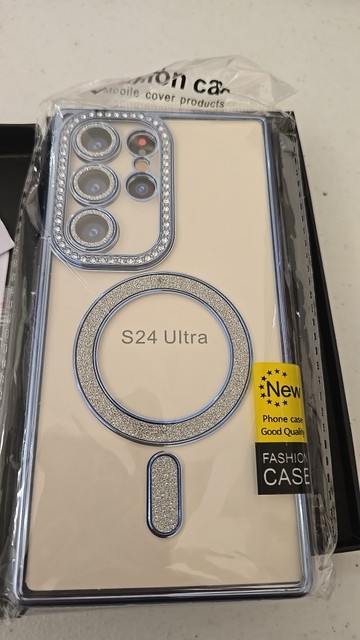 Mobile cover products
S24 Ultra
New
Phone case
Good Quality
FASHION
CASE